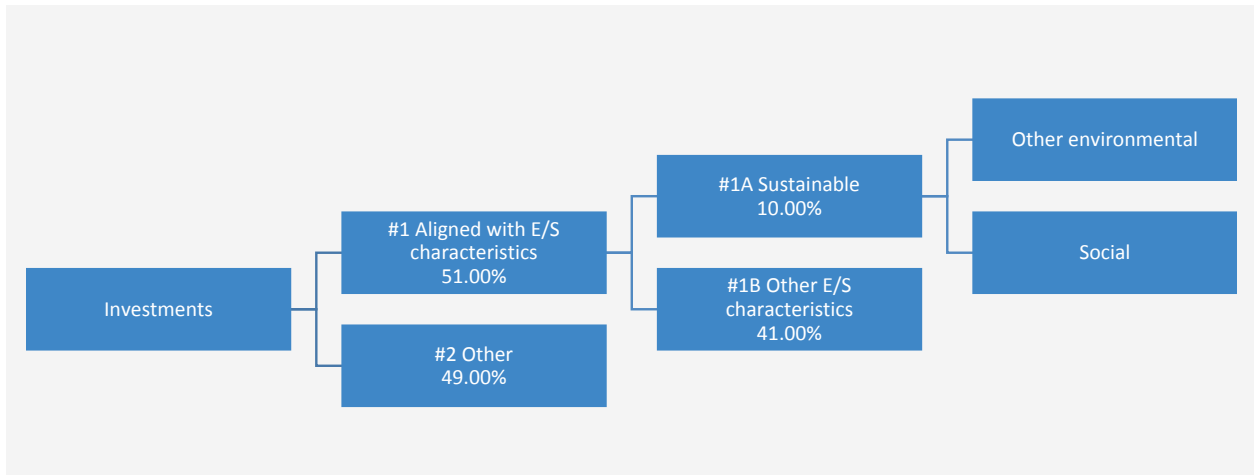 Investments
#1 Aligned with E/S
characteristics
51.00%
#2 Other
49.00%
#1A Sustainable
10.00%
#1B Other E/S
characteristics
41.00%
Other environmental
Social